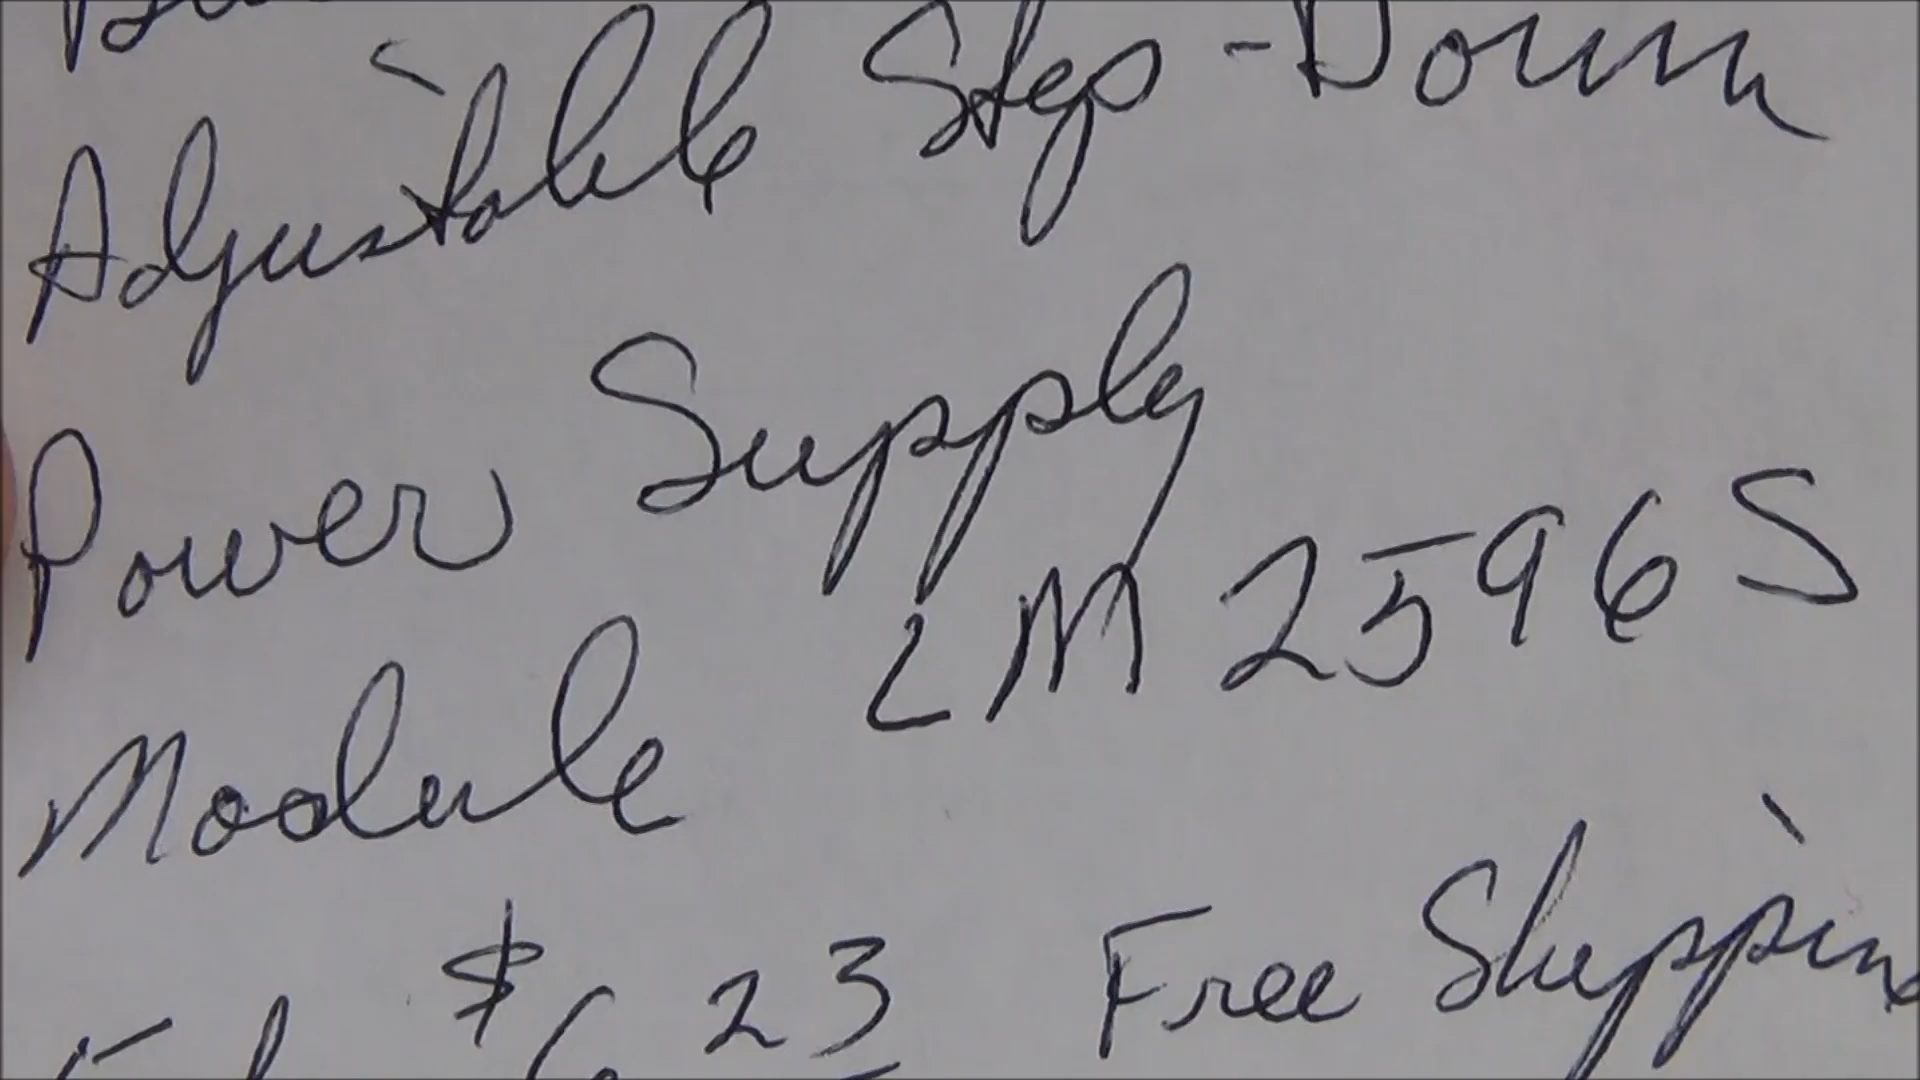 Adjustable Step-Down
Power Supply
Module LM2596S
$6.23 Free Shipping